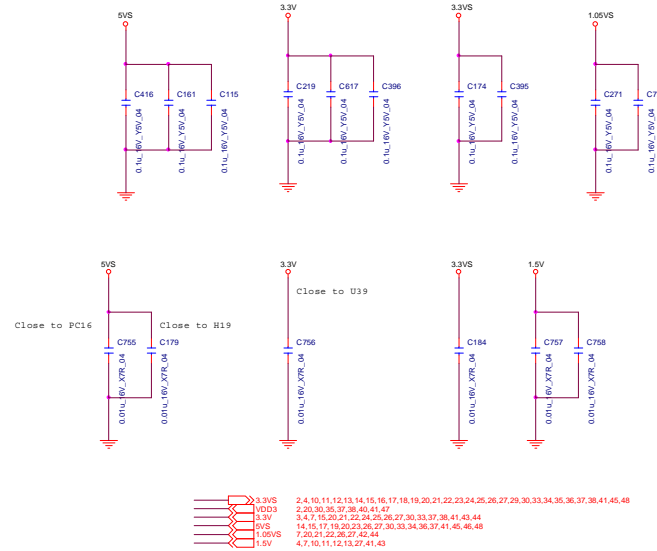 5VS
3.3V
3.3VS
1.05VS
C416
C161
C115
C219
C617
C396
C174
C395
C271
C7
0.1u_16V_Y5V_04
0.1u_16V_Y5V_04
0.1u_16V_Y5V_04
0.1u_16V_Y5V_04
0.1u_16V_Y5V_04
0.1u_16V_Y5V_04
0.1u_16V_Y5V_04
0.1u_16V_Y5V_04
0.1u_16V_Y5V_04
5VS
3.3V
3.3VS
1.5V
Close to U39
Close to PC16
Close to H19
C755
C179
C756
C184
C757
C758
0.01u_16V_X7R_04
0.01u_16V_X7R_04
0.01u_16V_X7R_04
0.01u_16V_X7R_04
0.01u_16V_X7R_04
0.01u_16V_X7R_04
3.3VS 2,4,10,11,12,13,14,15,16,17,18,19,20,21,22,23,24,25,26,27,29,30,33,34,35,36,37,38,41,45,48
VDD3 2,20,30,35,37,38,40,41,47
3.3V 3,4,7,15,20,21,22,24,25,26,27,30,33,37,38,41,43,44
5VS 14,15,17,19,20,23,26,27,30,33,34,36,37,41,45,46,48
1.05VS 7,20,21,22,26,27,42,44
1.5V 4,7,10,11,12,13,27,41,43